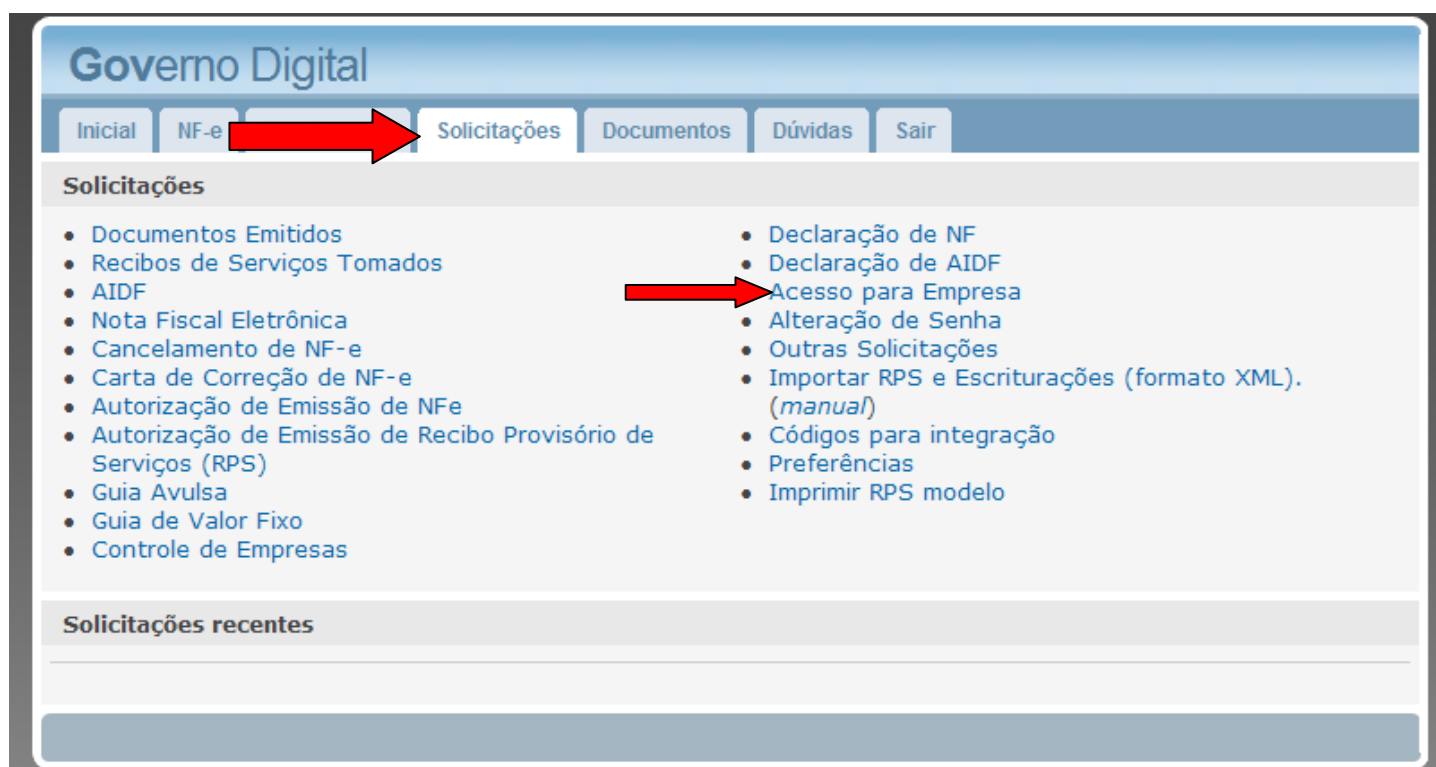 Governo Digital
Inicial NF-e Solicitações Documentos Dúvidas Sair
Solicitações
Documentos Emitidos
Recibos de Serviços Tomados
AIDF
Nota Fiscal Eletrônica
Cancelamento de NF-e
Carta de Correção de NF-e
Autorização de Emissão de NFe
Autorização de Emissão de Recibo Provisório de
Serviços (RPS)
Guia Avulsa
Guia de Valor Fixo
Controle de Empresas
Declaração de NF
Declaração de AIDF
Acesso para Empresa
Alteração de Senha
Outras Solicitações
Importar RPS e Escriturações (formato XML).
(manual)
Códigos para integração
Preferências
Imprimir RPS modelo
Solicitações recentes